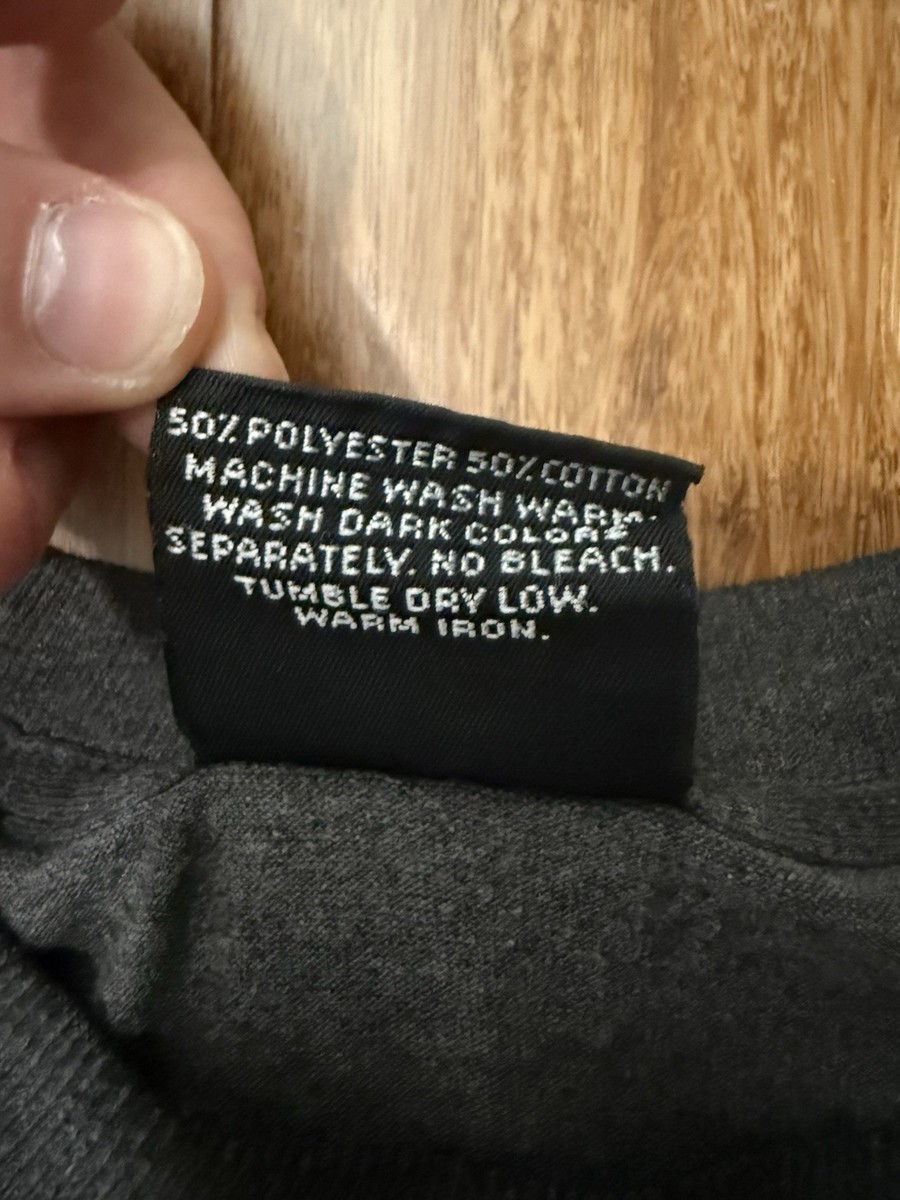 50% POLYESTER 50% COTTON
MACHINE WASH WARM.
WASH DARK COLORS
SEPARATELY. NO BLEACH.
TUMBLE DRY LOW.
WARM IRON.